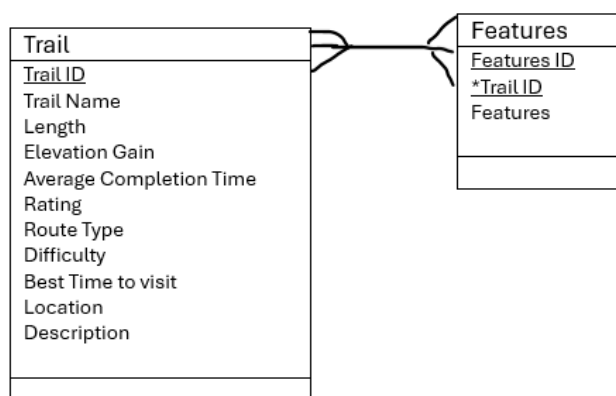 Trail
Trail ID
Trail Name
Length
Elevation Gain
Average Completion Time
Rating
Route Type
Difficulty
Best Time to visit
Location
Description
Features
Features ID
*Trail ID
Features